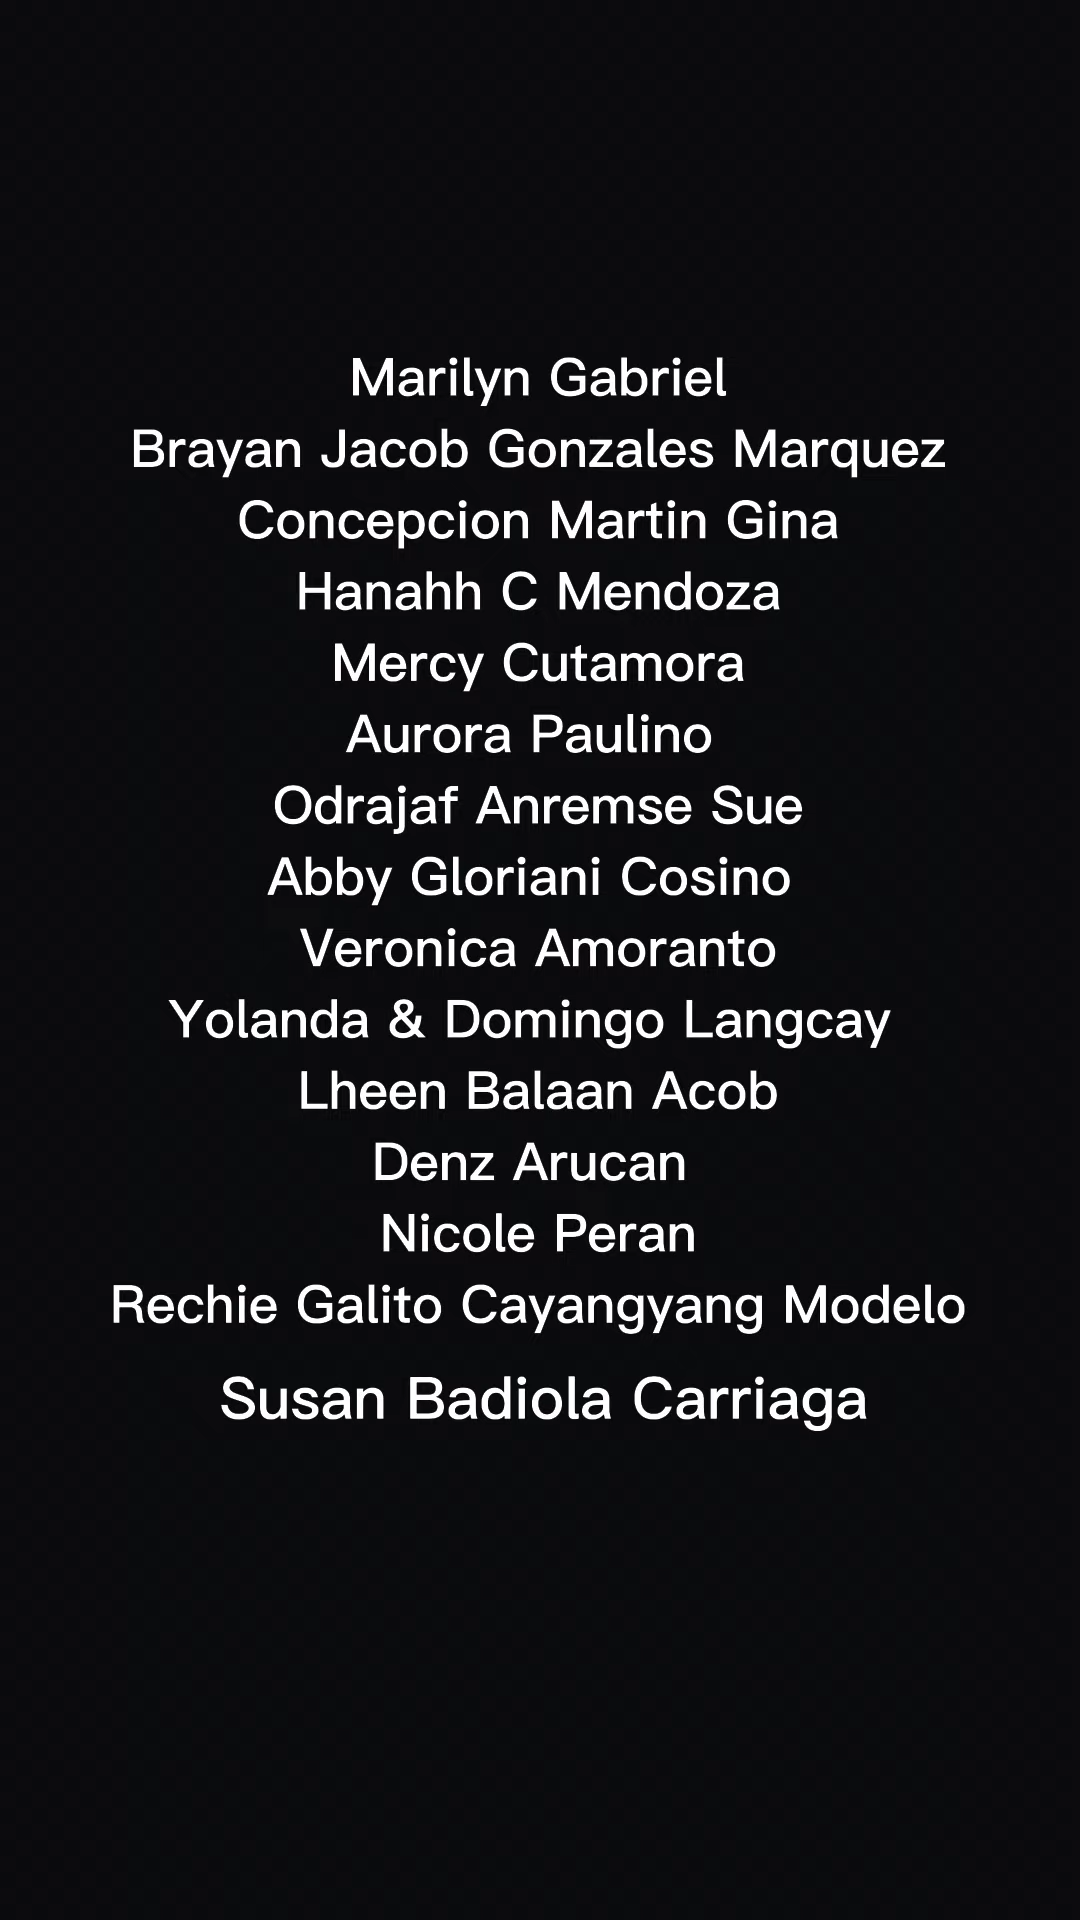 Marilyn Gabriel
Brayan Jacob Gonzales Marquez
Concepcion Martin Gina
Hanahh C Mendoza
Mercy Cutamora
Aurora Paulino
Odrajaf Anremse Sue
Abby Gloriani Cosino
Veronica Amoranto
Yolanda & Domingo Langcay
Lheen Balaan Acob
Denz Arucan
Nicole Peran
Rechie Galito Cayangyang Modelo
Susan Badiola Carriaga